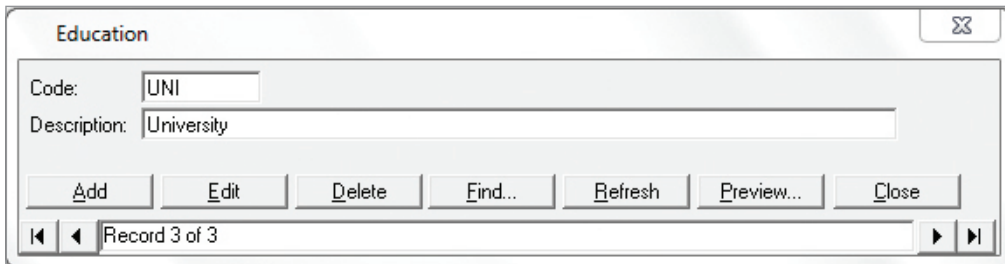 Education
Code: UNI
Description: University
Add Edit Delete Find... Refresh Preview... Close
Record 3 of 3